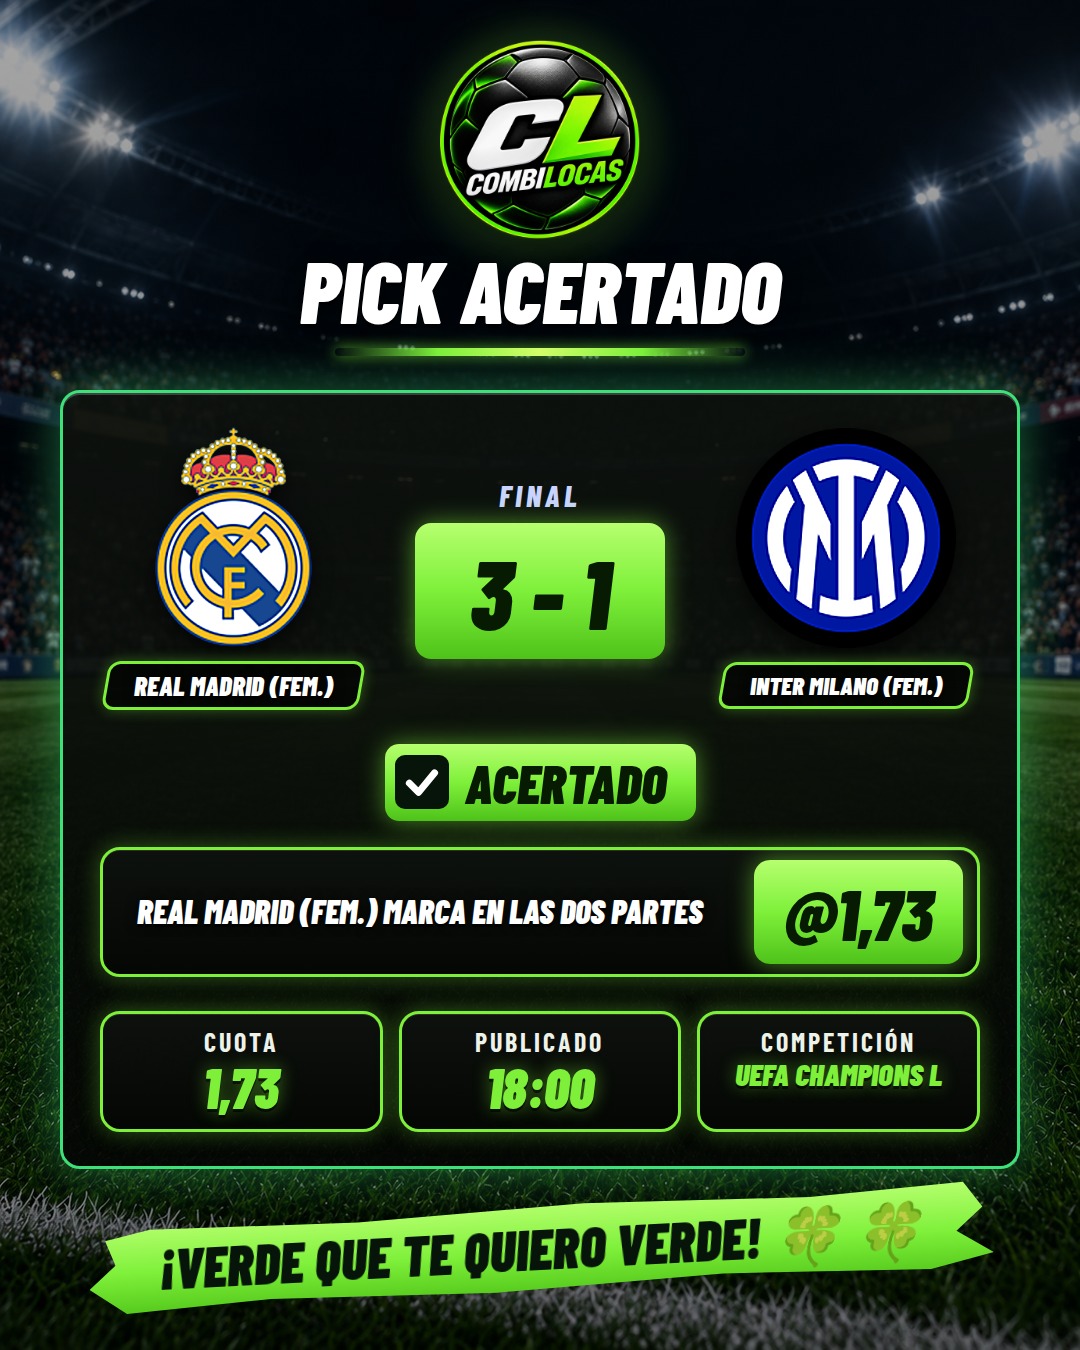 CL
COMBILOCAS
PICK ACERTADO
FINAL
3 - 1
REAL MADRID (FEM.)
INTER MILANO (FEM.)
ACERTADO
REAL MADRID (FEM.) MARCA EN LAS DOS PARTES
@1,73
CUOTA
1,73
PUBLICADO
18:00
COMPETICIÓN
UEFA CHAMPIONS L
¡VERDE QUE TE QUIERO VERDE! 🍀 🍀